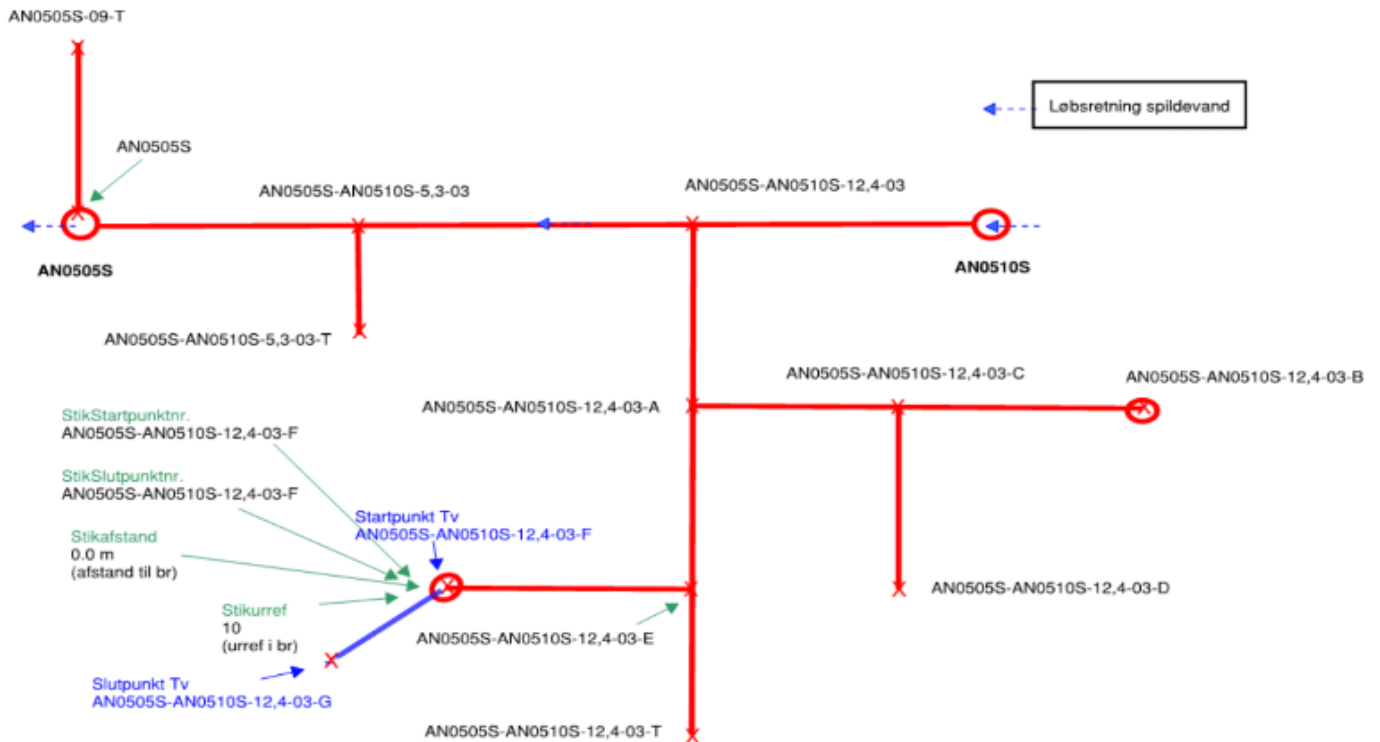 AN0505S-09-T
Løbsretning spildevand
AN0505S
AN0505S-AN0510S-5,3-03
AN0505S-AN0510S-12,4-03
AN0505S
AN0510S
AN0505S-AN0510S-5,3-03-T
AN0505S-AN0510S-12,4-03-C
AN0505S-AN0510S-12,4-03-B
AN0505S-AN0510S-12,4-03-A
StikStartpunktnr.
AN0505S-AN0510S-12,4-03-F
StikSlutpunktnr.
AN0505S-AN0510S-12,4-03-F
Startpunkt Tv
AN0505S-AN0510S-12,4-03-F
Stikafstand
0.0 m
(afstand til br)
AN0505S-AN0510S-12,4-03-D
Stikurref
10
(urref i br)
AN0505S-AN0510S-12,4-03-E
Slutpunkt Tv
AN0505S-AN0510S-12,4-03-G
AN0505S-AN0510S-12,4-03-T